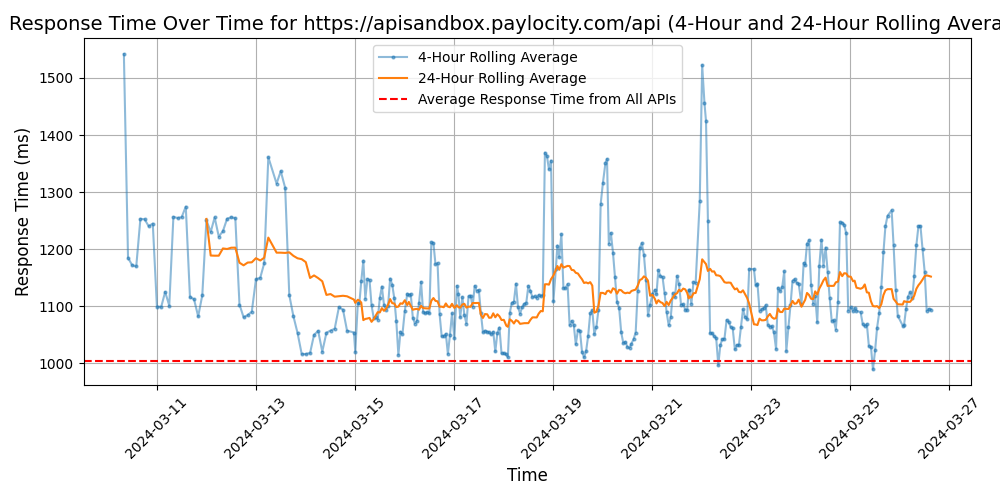 Response Time Over Time for https://apisandbox.paylocity.com/api (4-Hour and 24-Hour Rolling Avera
4-Hour Rolling Average
24-Hour Rolling Average
Average Response Time from All APIs
Response Time (ms)
1500
1400
1300
1200
1100
1000
2024-03-11
2024-03-13
2024-03-15
2024-03-17
2024-03-19
2024-03-21
2024-03-23
2024-03-25
2024-03-27
Time